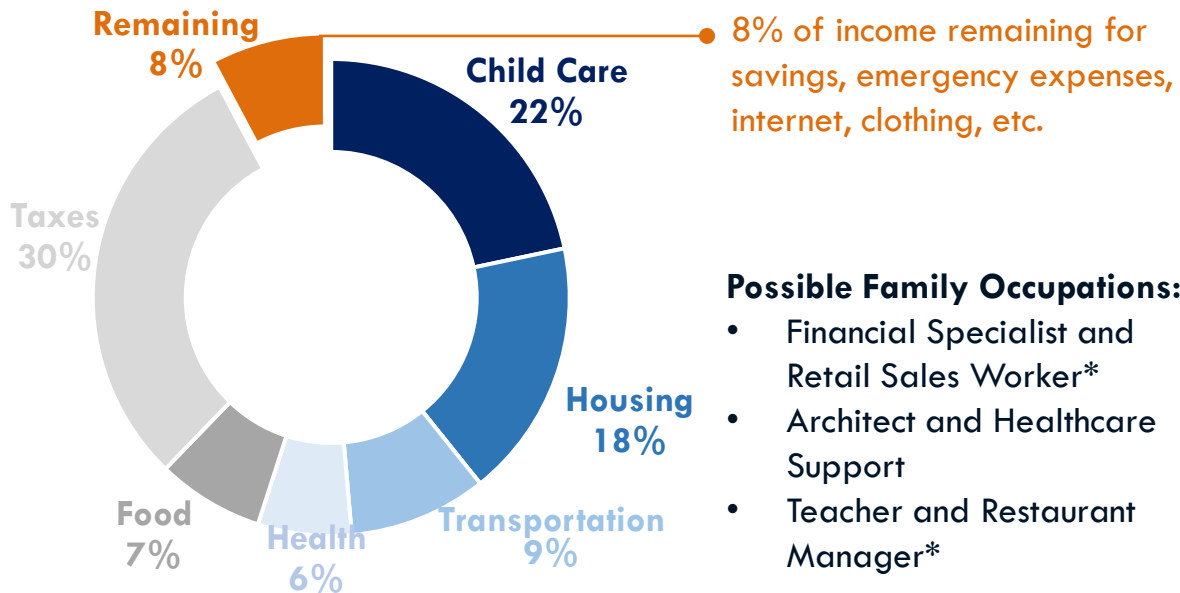 Remaining
8%
8% of income remaining for
savings, emergency expenses,
internet, clothing, etc.
Child Care
22%
Taxes
30%
Possible Family Occupations:
• Financial Specialist and
Retail Sales Worker*
• Architect and Healthcare
Support
• Teacher and Restaurant
Manager*
Housing
18%
Food
7%
Health
6%
Transportation
9%